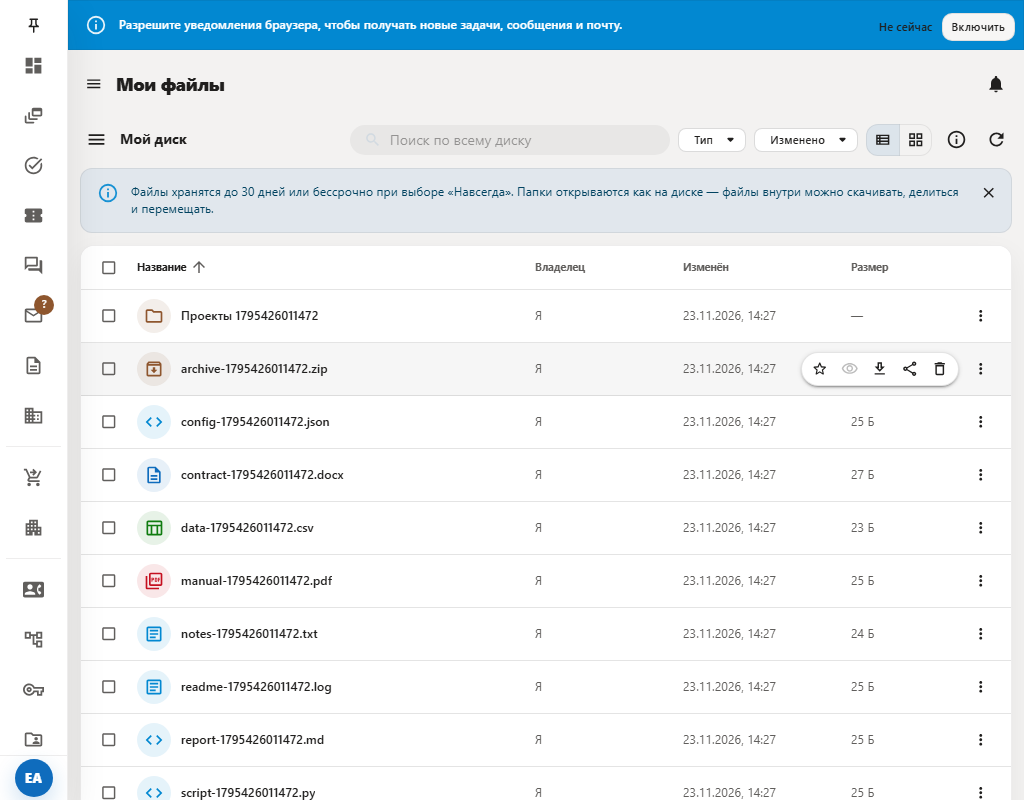 Разрешите уведомления браузера, чтобы получать новые задачи, сообщения и почту.
Не сейчас
Включить
Мои файлы
Мой диск
Поиск по всему диску
Тип
Изменено
Файлы хранятся до 30 дней или бессрочно при выборе «Навсегда». Папки открываются как на диске — файлы внутри можно скачивать, делиться
и перемещать.
Название Владелец Изменён Размер
Проекты 1795426011472 Я 23.11.2026, 14:27 —
archive-1795426011472.zip Я 23.11.2026, 14:27
config-1795426011472.json Я 23.11.2026, 14:27 25 Б
contract-1795426011472.docx Я 23.11.2026, 14:27 27 Б
data-1795426011472.csv Я 23.11.2026, 14:27 23 Б
PDF
manual-1795426011472.pdf Я 23.11.2026, 14:27 25 Б
notes-1795426011472.txt Я 23.11.2026, 14:27 24 Б
readme-1795426011472.log Я 23.11.2026, 14:27 25 Б
report-1795426011472.md Я 23.11.2026, 14:27 25 Б
script-1795426011472.py Я 23.11.2026, 14:27 25 Б
?
EA